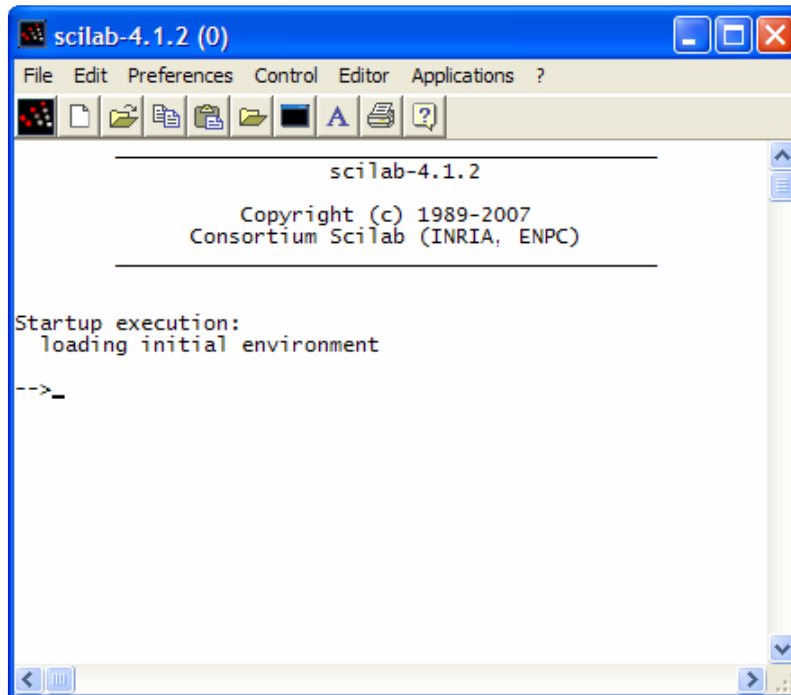 scilab-4.1.2 (0)
File Edit Preferences Control Editor Applications ?
A
scilab-4.1.2
Copyright (c) 1989-2007
Consortium Scilab (INRIA, ENPC)
Startup execution:
loading initial environment
-->_